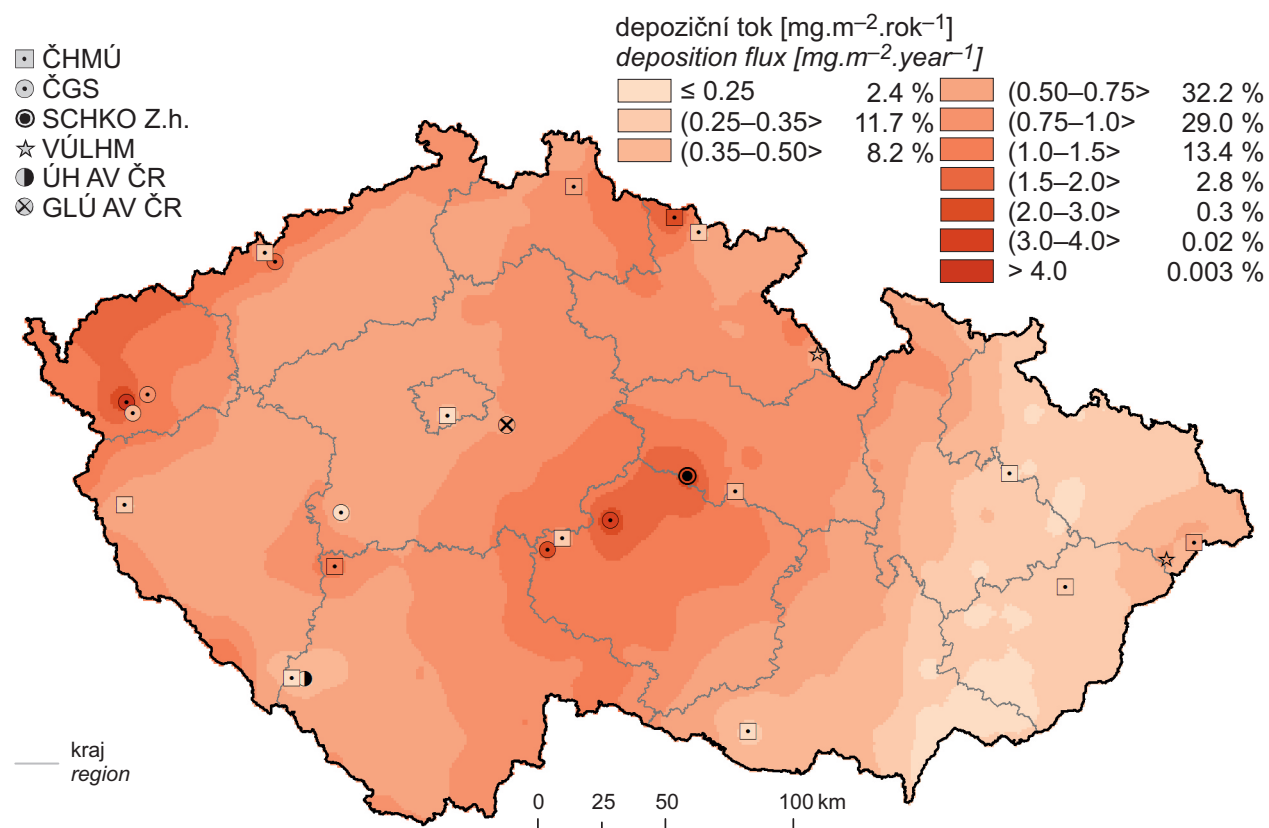 depoziční tok [mg.m–2.rok–1]
deposition flux [mg.m–2.year–1]
≤ 0.25 2.4 %
(0.25–0.35> 11.7 %
(0.35–0.50> 8.2 %
(0.50–0.75> 32.2 %
(0.75–1.0> 29.0 %
(1.0–1.5> 13.4 %
(1.5–2.0> 2.8 %
(2.0–3.0> 0.3 %
(3.0–4.0> 0.02 %
> 4.0 0.003 %
ČHMÚ
ČGS
SCHKO Z.h.
VÚLHM
ÚH AV ČR
GLÚ AV ČR
kraj
region
0 25 50 100 km